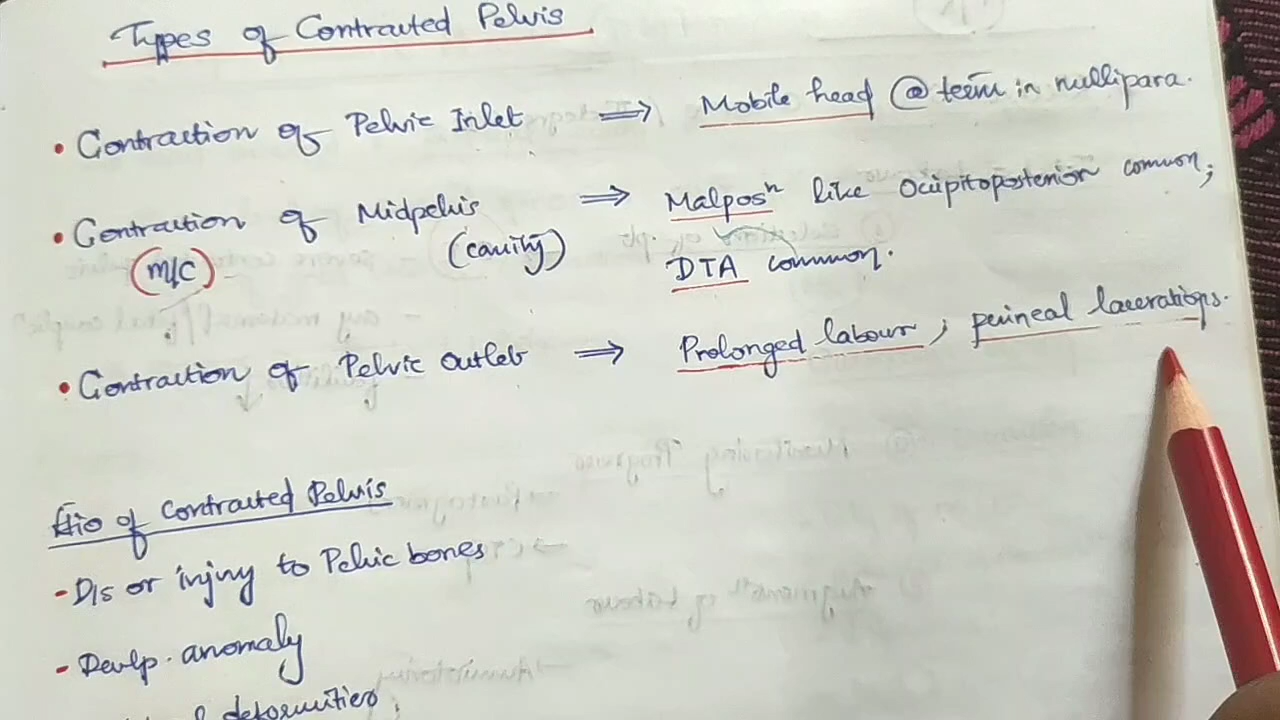 Types of Contracted Pelvis
• Contraction of Pelvic Inlet ⟹ Mobile head @ term in nullipara.
• Contraction of Midpelvis ⟹ Malposⁿ like Occipitoposterior common;
(M/C) (cavity) DTA common.
• Contraction of Pelvic Outlet ⟹ Prolonged labour ; perineal lacerations.
Etio of Contracted Pelvis
- Dis or injury to Pelvic bones
- Devlp. anomaly
deformities